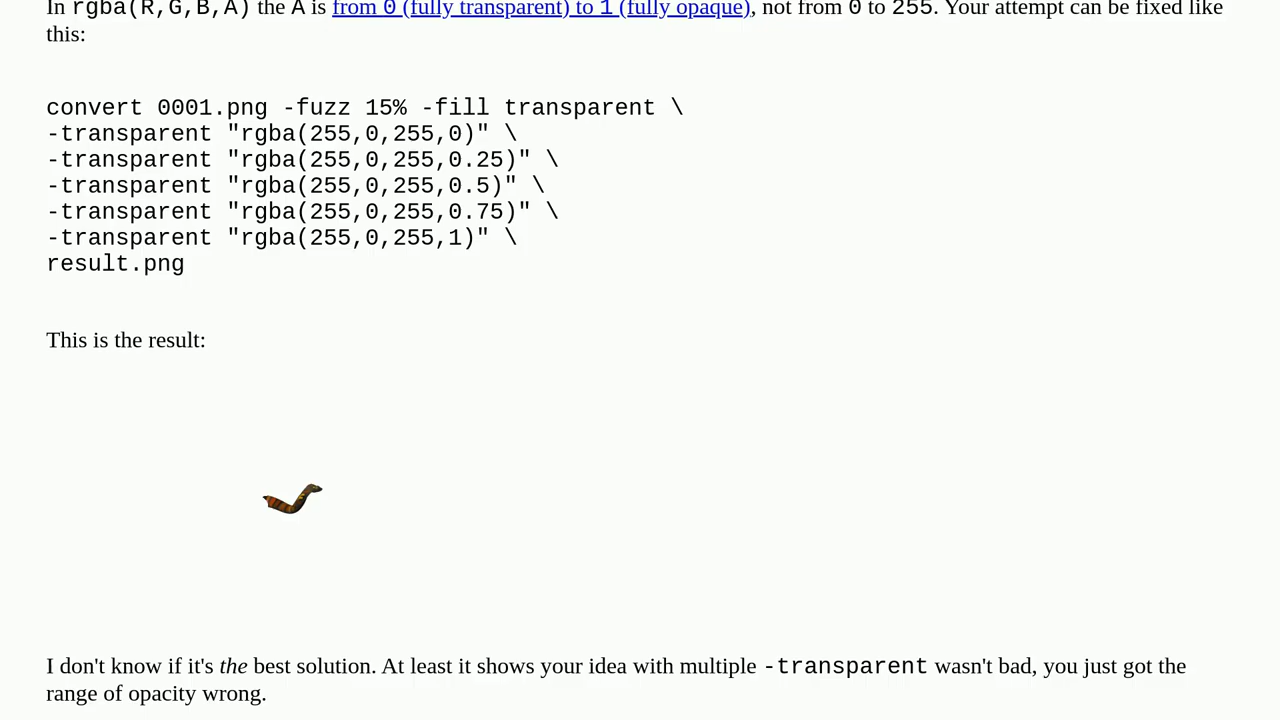 In rgba(R,G,B,A) the A is from 0 (fully transparent) to 1 (fully opaque), not from 0 to 255. Your attempt can be fixed like
this:
convert 0001.png -fuzz 15% -fill transparent \
-transparent "rgba(255,0,255,0)" \
-transparent "rgba(255,0,255,0.25)" \
-transparent "rgba(255,0,255,0.5)" \
-transparent "rgba(255,0,255,0.75)" \
-transparent "rgba(255,0,255,1)" \
result.png
This is the result:
I don't know if it's the best solution. At least it shows your idea with multiple -transparent wasn't bad, you just got the
range of opacity wrong.